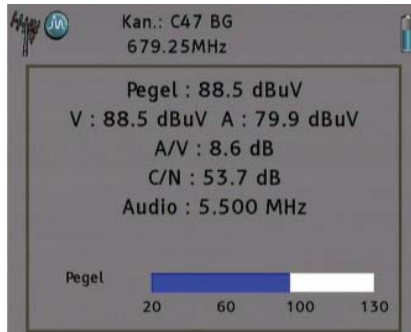 Kan.: C47 BG
679.25MHz
Pegel : 88.5 dBuV
V : 88.5 dBuV A : 79.9 dBuV
A/V : 8.6 dB
C/N : 53.7 dB
Audio : 5.500 MHz
Pegel
20 60 100 130